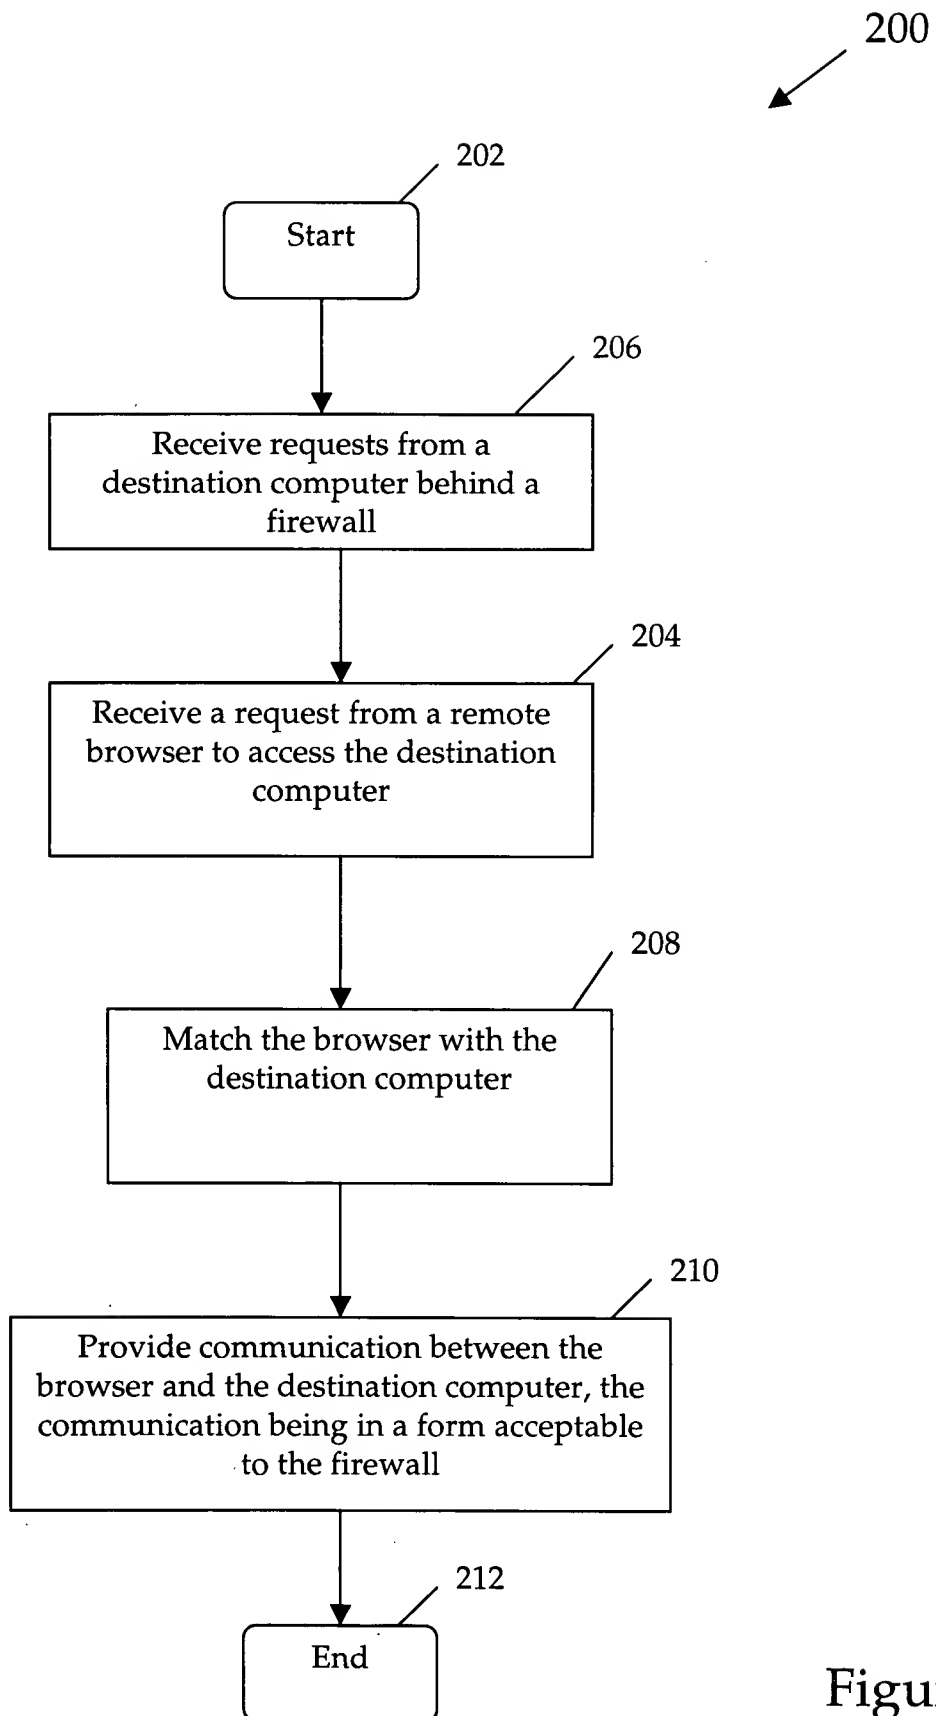 200
202
Start
206
Receive requests from a
destination computer behind a
firewall
204
Receive a request from a remote
browser to access the destination
computer
208
Match the browser with the
destination computer
210
Provide communication between the
browser and the destination computer, the
communication being in a form acceptable
to the firewall
212
End